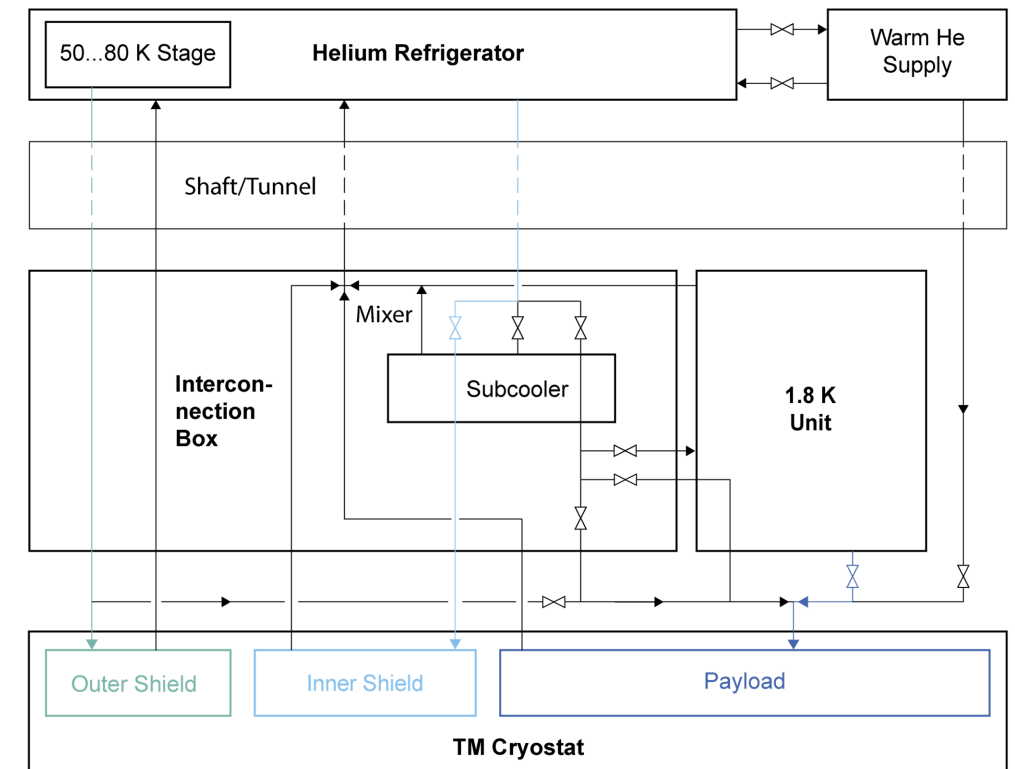 50...80 K Stage
Helium Refrigerator
Warm He
Supply
Shaft/Tunnel
Mixer
Intercon-
nection
Box
Subcooler
1.8 K
Unit
Outer Shield
Inner Shield
Payload
TM Cryostat